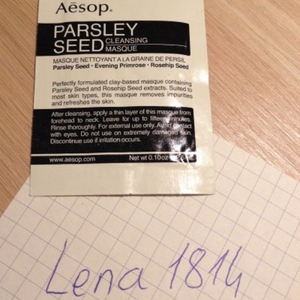 Aēsop.
PARSLEY
SEED CLEANSING
MASQUE
MASQUE NETTOYANT A LA GRAINE DE PERSIL
Parsley Seed • Evening Primrose • Rosehip Seed
Perfectly formulated clay-based masque containing
Parsley Seed and Rosehip Seed extracts. Suited to
most skin types, this masque removes impurities
and refreshes the skin.
After cleansing, apply a thin layer of this masque from
forehead to neck. Leave for up to fifteen minutes.
Rinse thoroughly. For external use only. Avoid contact
with eyes. Do not use on extremely damaged skin.
Discontinue use if irritation occurs.
www.aesop.com Net wt 0.10oz
Lena 1814